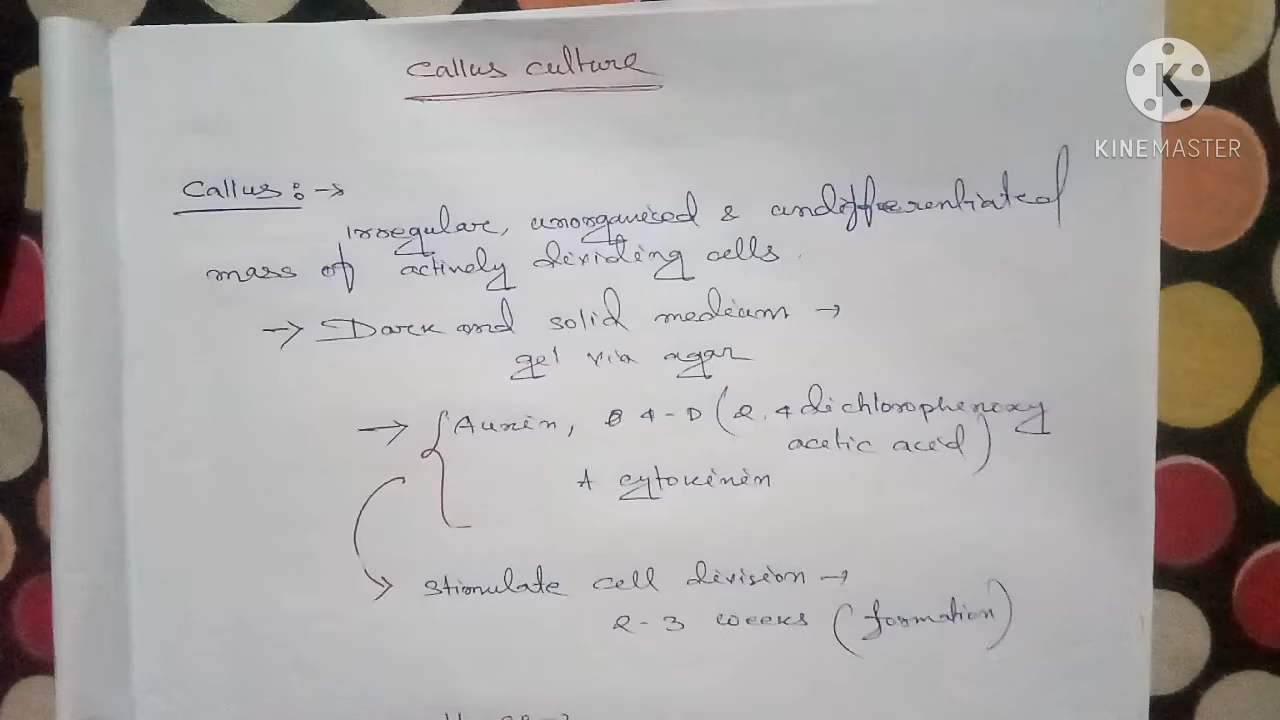 Callus culture
K
KINEMASTER
Callus :→
Irregular, unorganised & undifferentiated
mass of actively dividing cells.
→ Dark and solid medium →
gel via agar
→ { Auxin, 2 4-D (2.4 dichlorophenoxy
acetic acid)
& cytokinin
stimulate cell division →
2-3 weeks (formation)